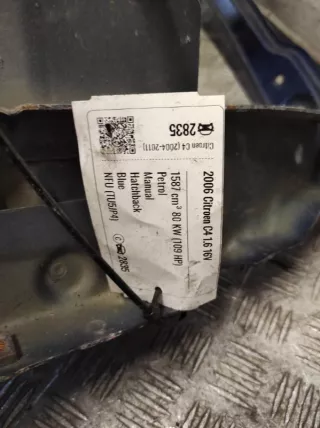 2835
Citroen C4 (2004-2011)
2006 Citroen C4 1.6 16V
1587 cm³ 80 KW (109 HP)
Petrol
Manual
Hatchback
Blue
NFU (TU5JP4)
C 2835